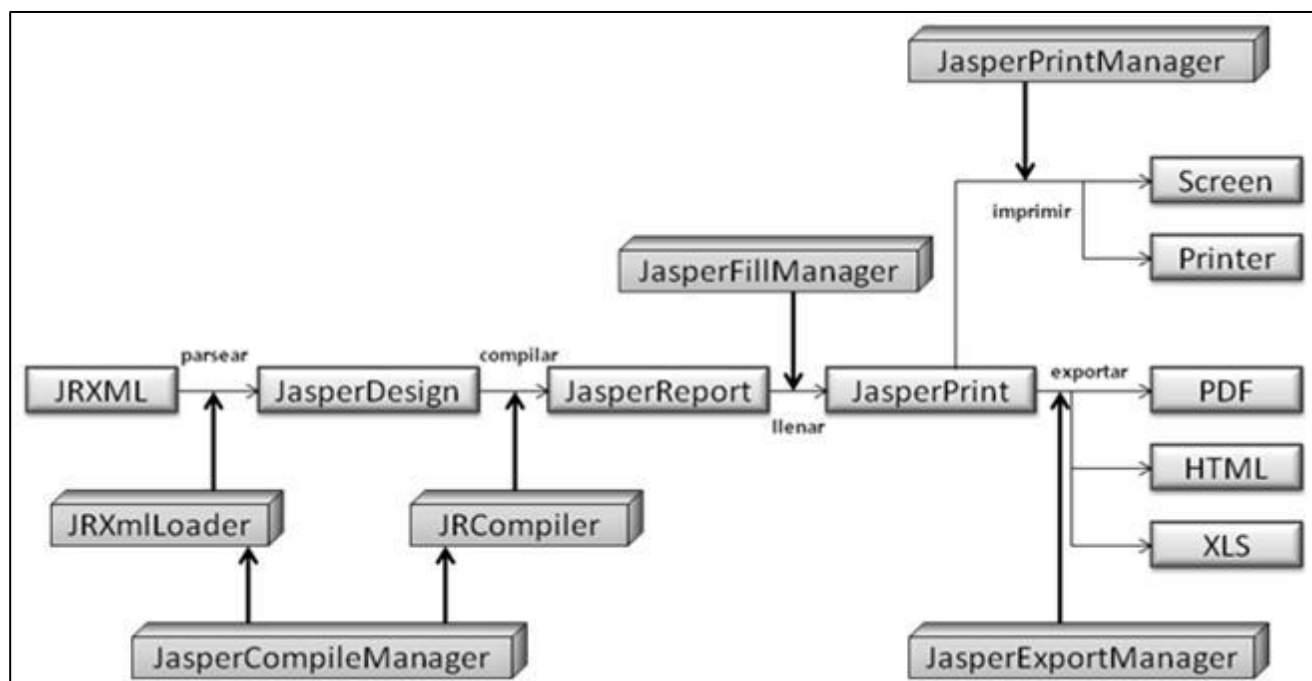 JasperPrintManager
Screen
imprimir
Printer
JasperFillManager
parsear
compilar
exportar
JRXML
JasperDesign
JasperReport
JasperPrint
PDF
llenar
HTML
JRXmlLoader
JRCompiler
XLS
JasperCompileManager
JasperExportManager